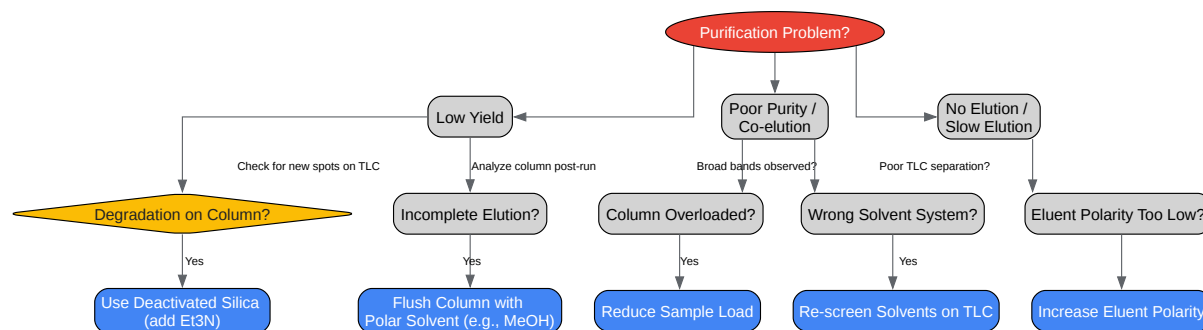 Purification Problem?
Low Yield
Poor Purity /
Co-elution
No Elution /
Slow Elution
Check for new spots on TLC
Analyze column post-run
Broad bands observed?
Poor TLC separation?
Degradation on Column?
Incomplete Elution?
Column Overloaded?
Wrong Solvent System?
Eluent Polarity Too Low?
Yes
Yes
Yes
Yes
Use Deactivated Silica
(add Et3N)
Flush Column with
Polar Solvent (e.g., MeOH)
Reduce Sample Load
Re-screen Solvents on TLC
Increase Eluent Polarity